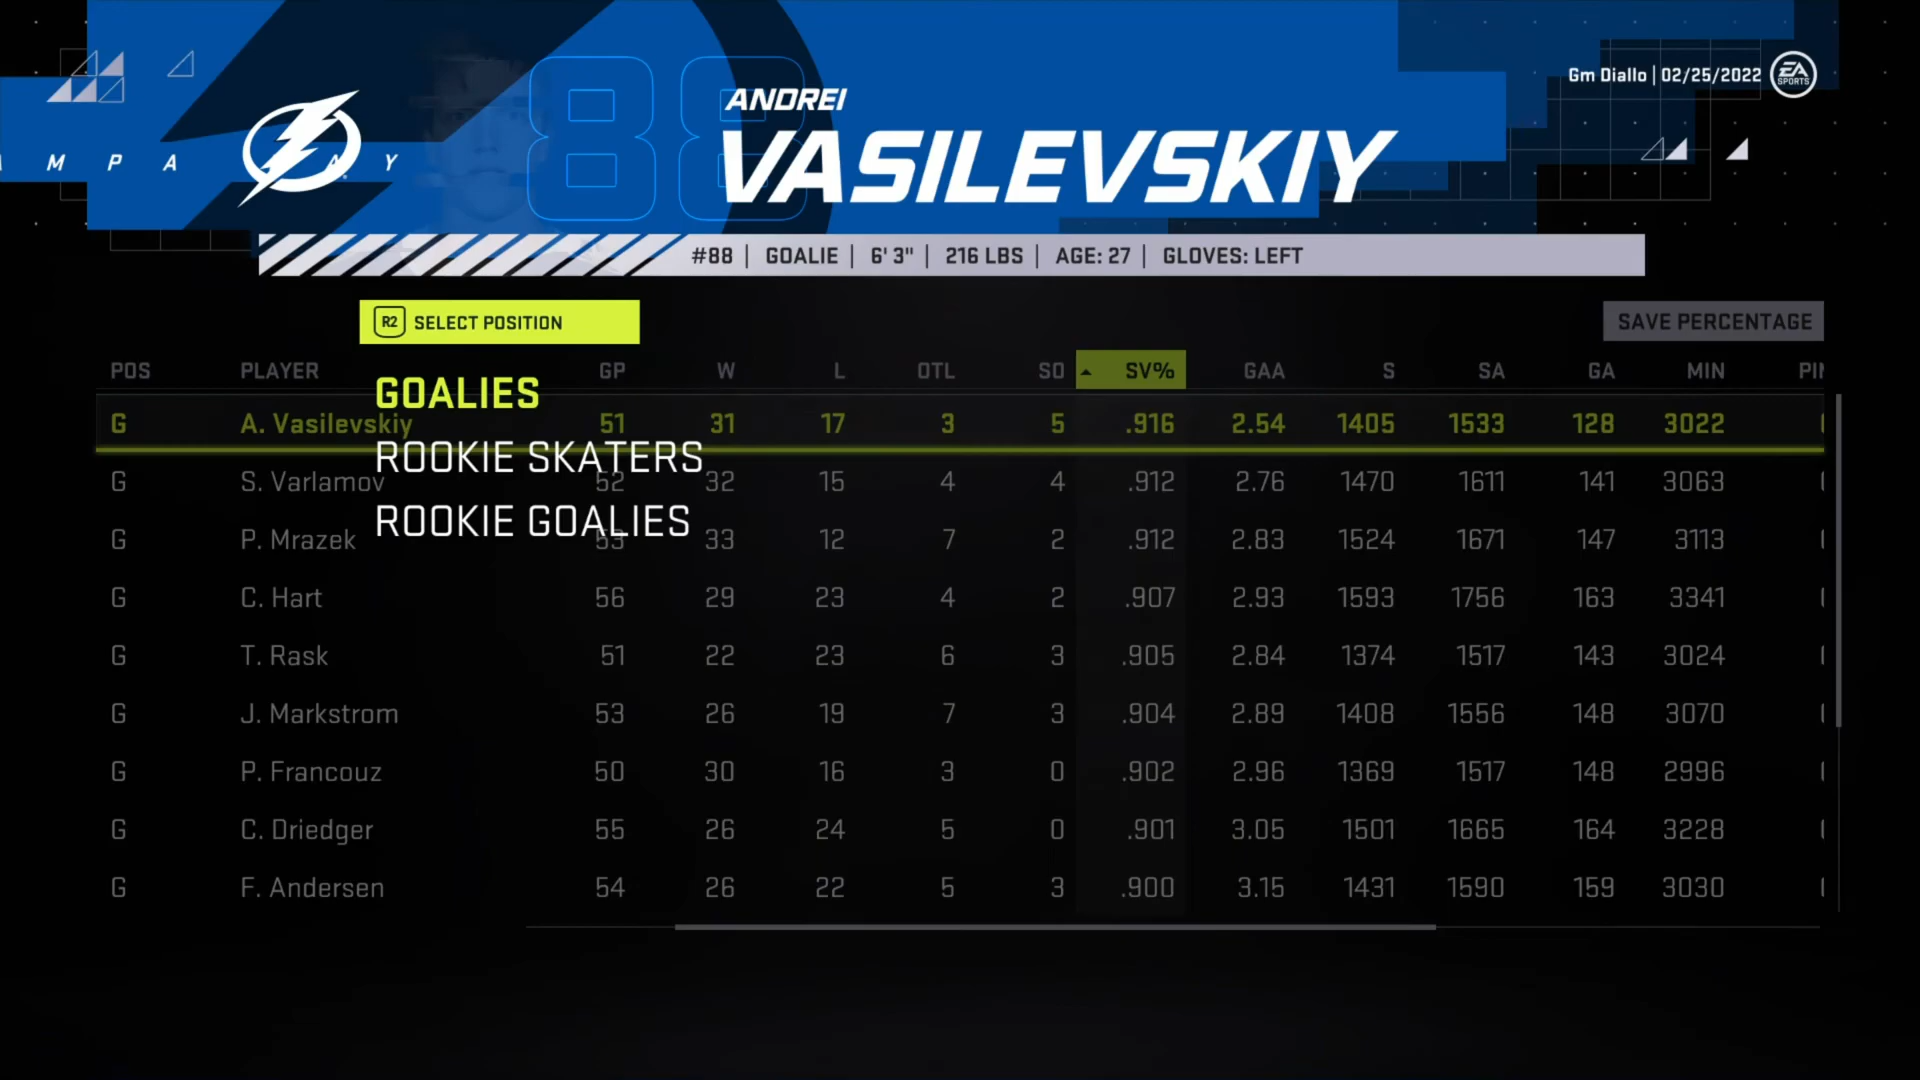 Gm Diallo | 02/25/2022
EA SPORTS
ANDREI
VASILEVSKIY
88
M P A A Y
#88 | GOALIE | 6' 3" | 216 LBS | AGE: 27 | GLOVES: LEFT
R2 SELECT POSITION
SAVE PERCENTAGE
GOALIES
ROOKIE SKATERS
ROOKIE GOALIES
POS PLAYER GP W L OTL SO SV% GAA S SA GA MIN
G A. Vasilevskiy 51 31 17 3 5 .916 2.54 1405 1533 128 3022
G S. Varlamov 52 32 15 4 4 .912 2.76 1470 1611 141 3063
G P. Mrazek 53 33 12 7 2 .912 2.83 1524 1671 147 3113
G C. Hart 56 29 23 4 2 .907 2.93 1593 1756 163 3341
G T. Rask 51 22 23 6 3 .905 2.84 1374 1517 143 3024
G J. Markstrom 53 26 19 7 3 .904 2.89 1408 1556 148 3070
G P. Francouz 50 30 16 3 0 .902 2.96 1369 1517 148 2996
G C. Driedger 55 26 24 5 0 .901 3.05 1501 1665 164 3228
G F. Andersen 54 26 22 5 3 .900 3.15 1431 1590 159 3030